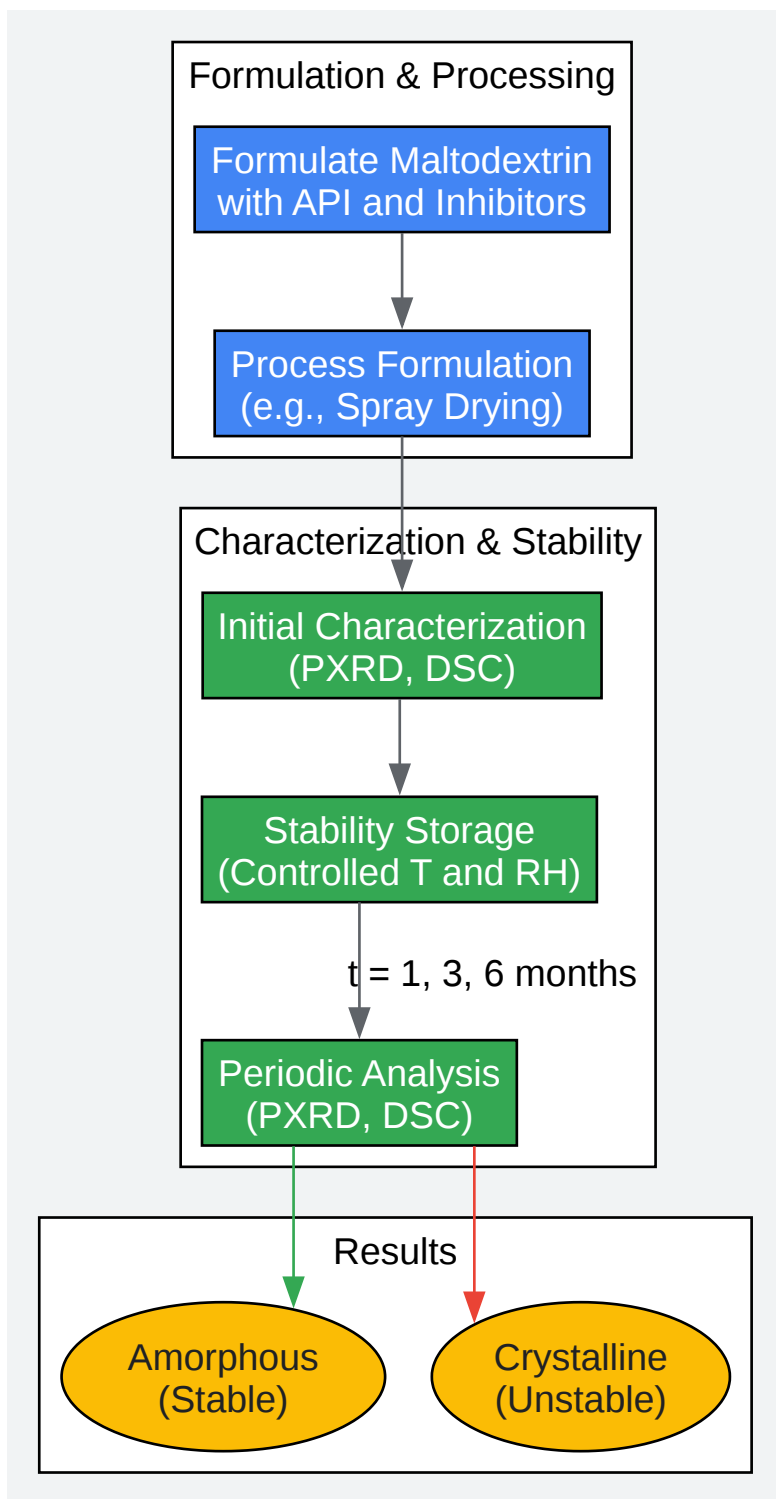 Formulation & Processing
Formulate Maltodextrin
with API and Inhibitors
Process Formulation
(e.g., Spray Drying)
Characterization & Stability
Initial Characterization
(PXRD, DSC)
Stability Storage
(Controlled T and RH)
t = 1, 3, 6 months
Periodic Analysis
(PXRD, DSC)
Results
Amorphous
(Stable)
Crystalline
(Unstable)